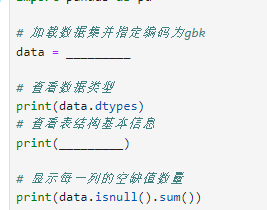 import pandas as pd
# 加载数据集并指定编码为gbk
data = _________
# 查看数据类型
print(data.dtypes)
# 查看表结构基本信息
print(_________)
# 显示每一列的空缺值数量
print(data.isnull().sum())